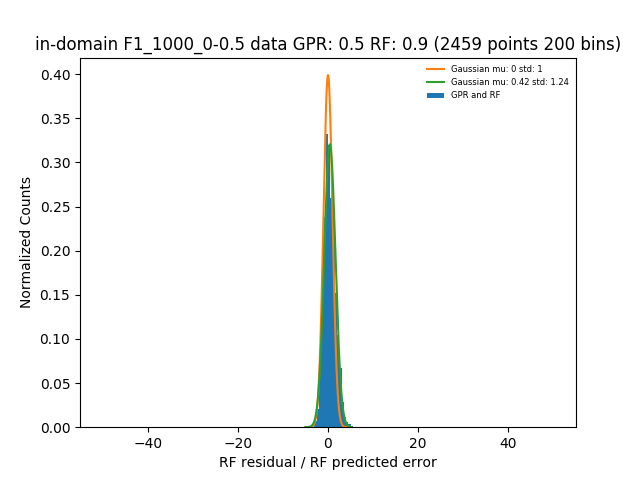 in-domain F1_1000_0-0.5 data GPR: 0.5 RF: 0.9 (2459 points 200 bins)
Gaussian mu: 0 std: 1
Gaussian mu: 0.42 std: 1.24
GPR and RF
Normalized Counts
0.40
0.35
0.30
0.25
0.20
0.15
0.10
0.05
0.00
−40
−20
0
20
40
RF residual / RF predicted error